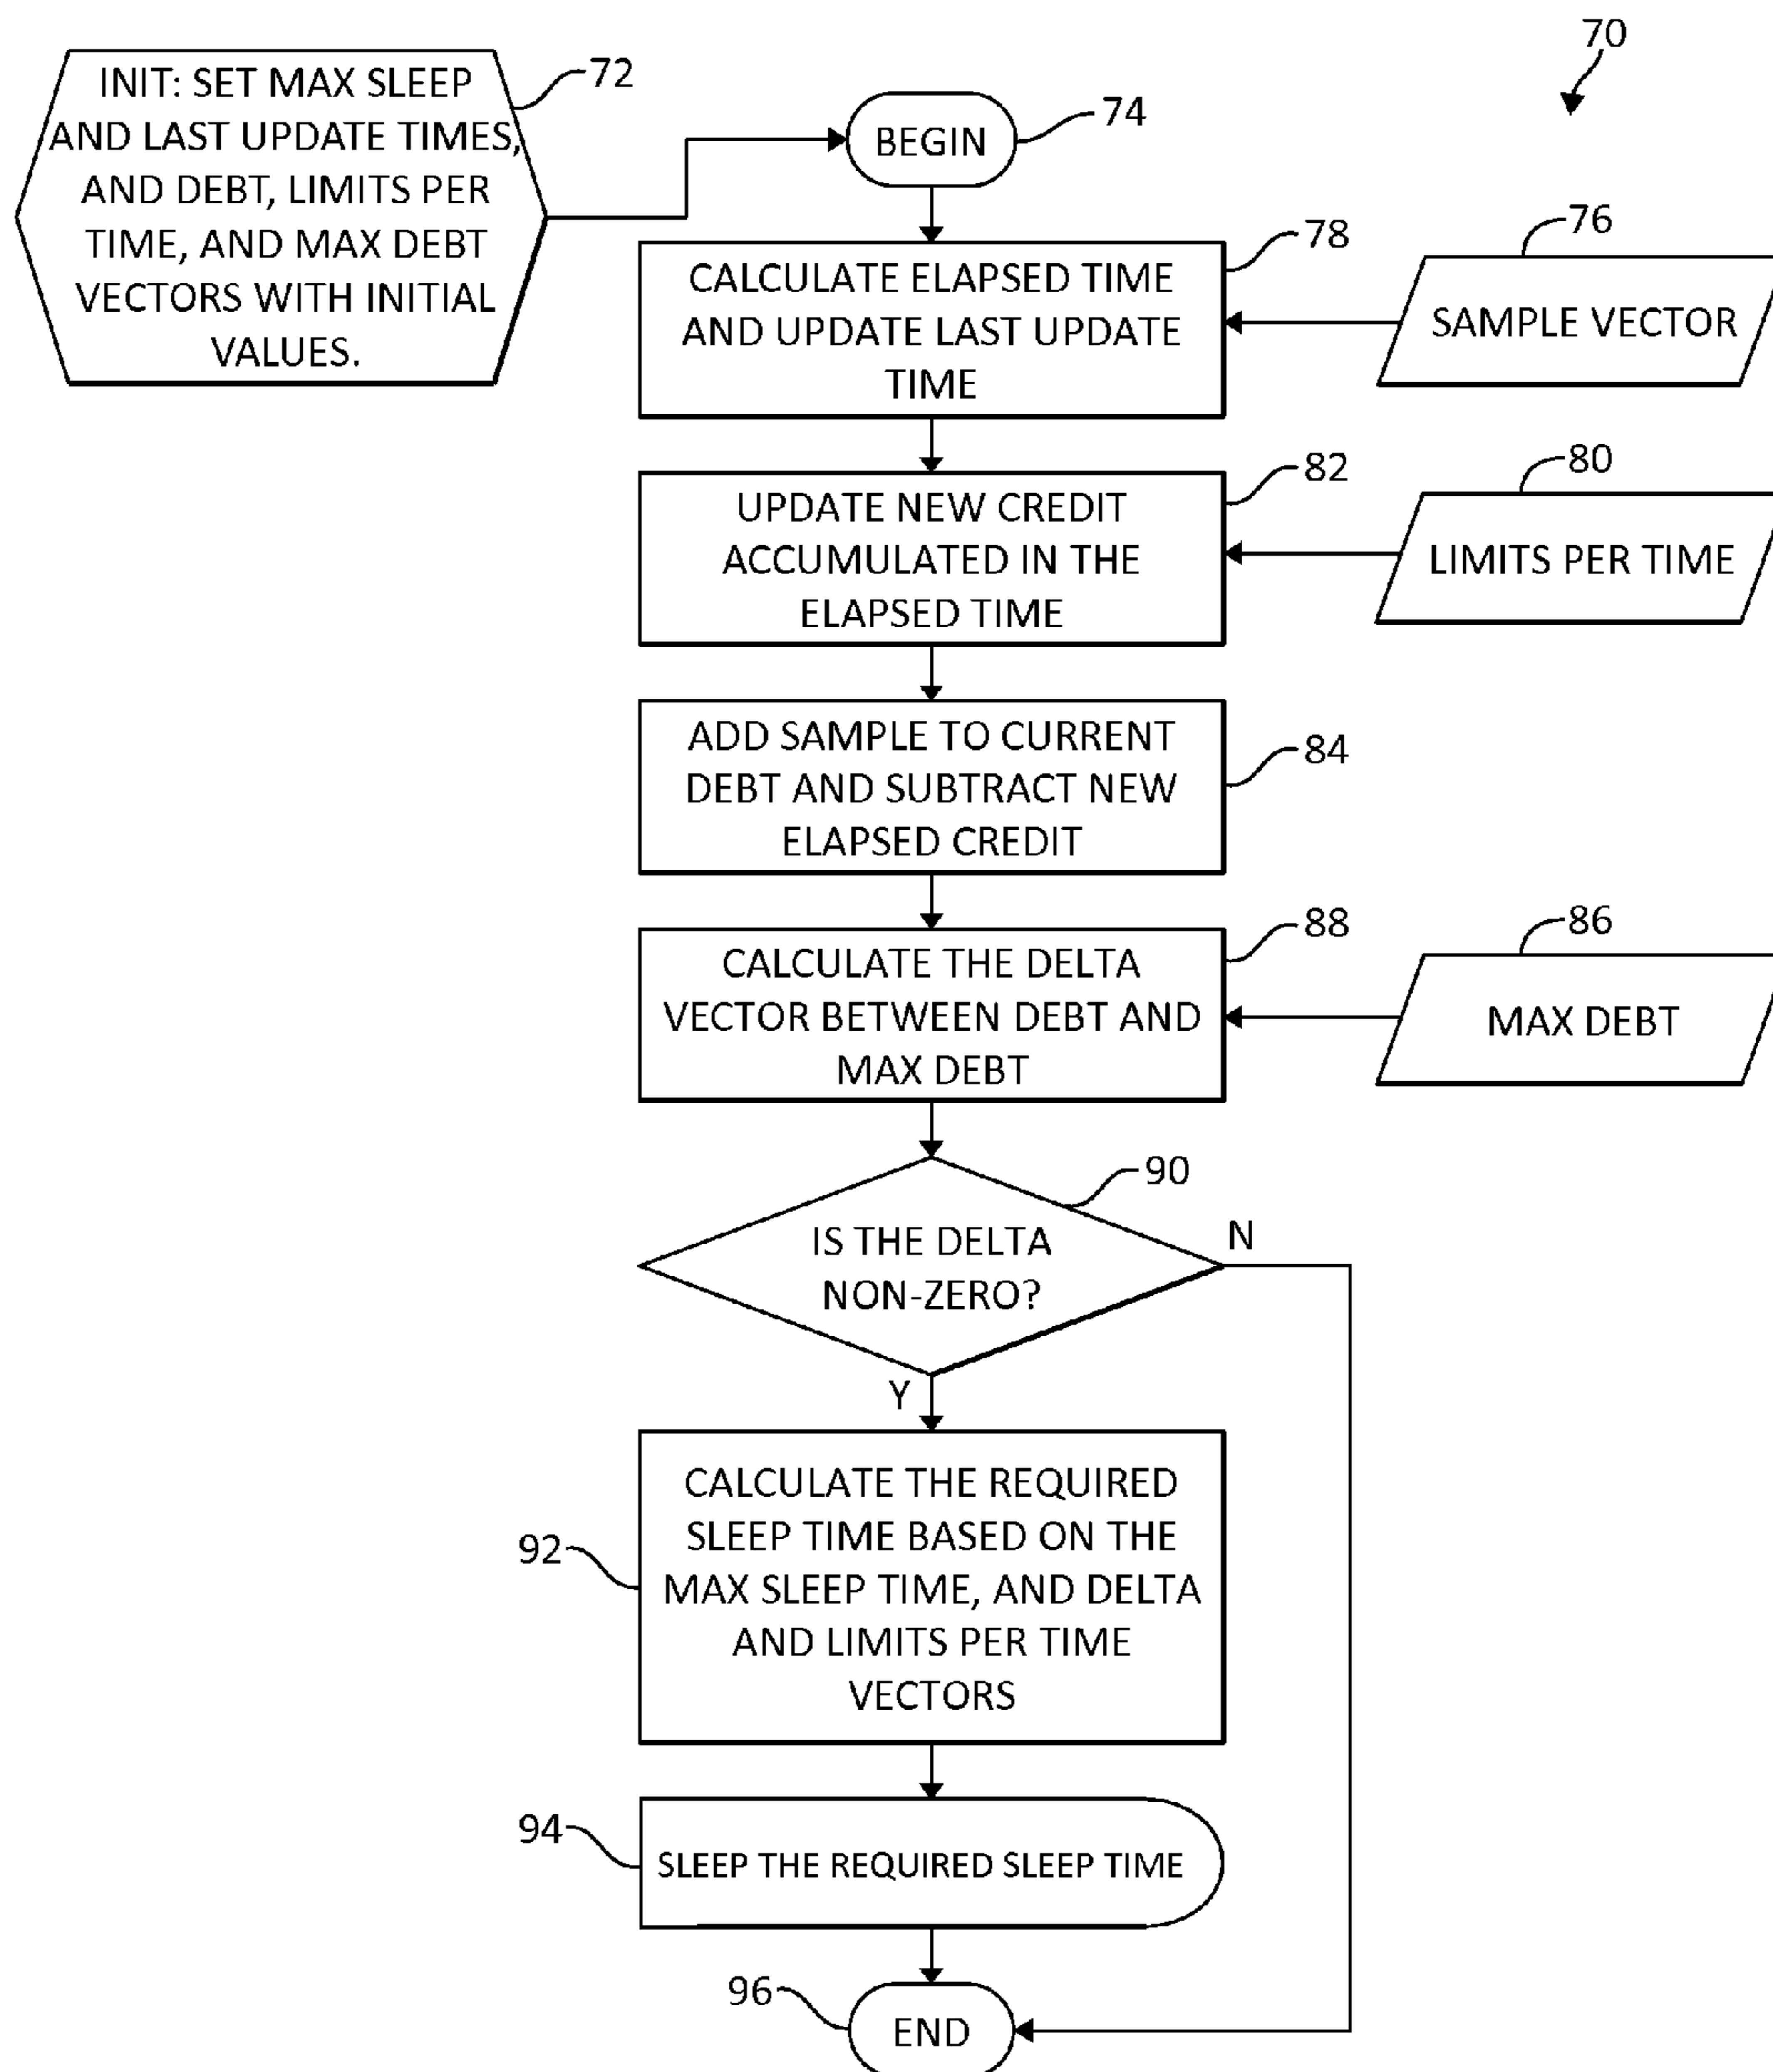 70
INIT: SET MAX SLEEP
AND LAST UPDATE TIMES,
AND DEBT, LIMITS PER
TIME, AND MAX DEBT
VECTORS WITH INITIAL
VALUES.
72
BEGIN
74
CALCULATE ELAPSED TIME
AND UPDATE LAST UPDATE
TIME
78
76
SAMPLE VECTOR
UPDATE NEW CREDIT
ACCUMULATED IN THE
ELAPSED TIME
82
80
LIMITS PER TIME
ADD SAMPLE TO CURRENT
DEBT AND SUBTRACT NEW
ELAPSED CREDIT
84
CALCULATE THE DELTA
VECTOR BETWEEN DEBT AND
MAX DEBT
88
86
MAX DEBT
90
IS THE DELTA
NON-ZERO?
N
Y
CALCULATE THE REQUIRED
SLEEP TIME BASED ON THE
MAX SLEEP TIME, AND DELTA
AND LIMITS PER TIME
VECTORS
92
94
SLEEP THE REQUIRED SLEEP TIME
96
END